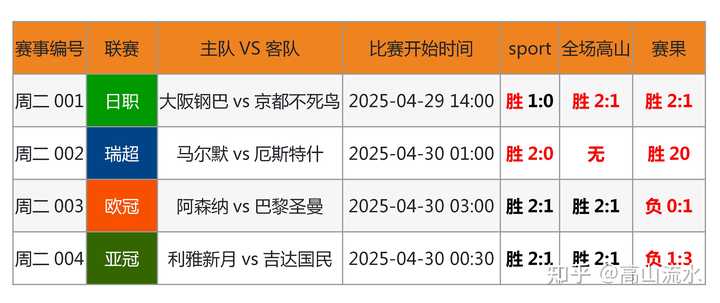 赛事编号 联赛 主队 VS 客队 比赛开始时间 sport 全场高山 赛果
周二 001 日职 大阪钢巴 vs 京都不死鸟 2025-04-29 14:00 胜 1:0 胜 2:1 胜 2:1
周二 002 瑞超 马尔默 vs 厄斯特什 2025-04-30 01:00 胜 2:0 无 胜 20
周二 003 欧冠 阿森纳 vs 巴黎圣曼 2025-04-30 03:00 胜 2:1 胜 2:1 负 0:1
周二 004 亚冠 利雅新月 vs 吉达国民 2025-04-30 00:30 胜 2:1 胜 2:1 负 1:3
知乎 @高山流水